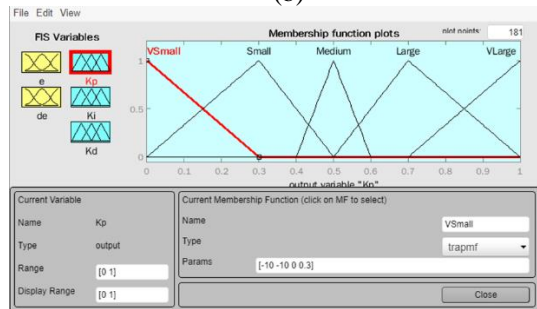 (b)
File Edit View
FIS Variables
Membership function plots
plot points: 181
VSmall Small Medium Large VLarge
e Kp
de Ki
Kd
1
0.5
0
0 0.1 0.2 0.3 0.4 0.5 0.6 0.7 0.8 0.9 1
output variable "Kp"
Current Variable
Name Kp
Type output
Range [0 1]
Display Range [0 1]
Current Membership Function (click on MF to select)
Name VSmall
Type trapmf
Params [-10 -10 0 0.3]
Close